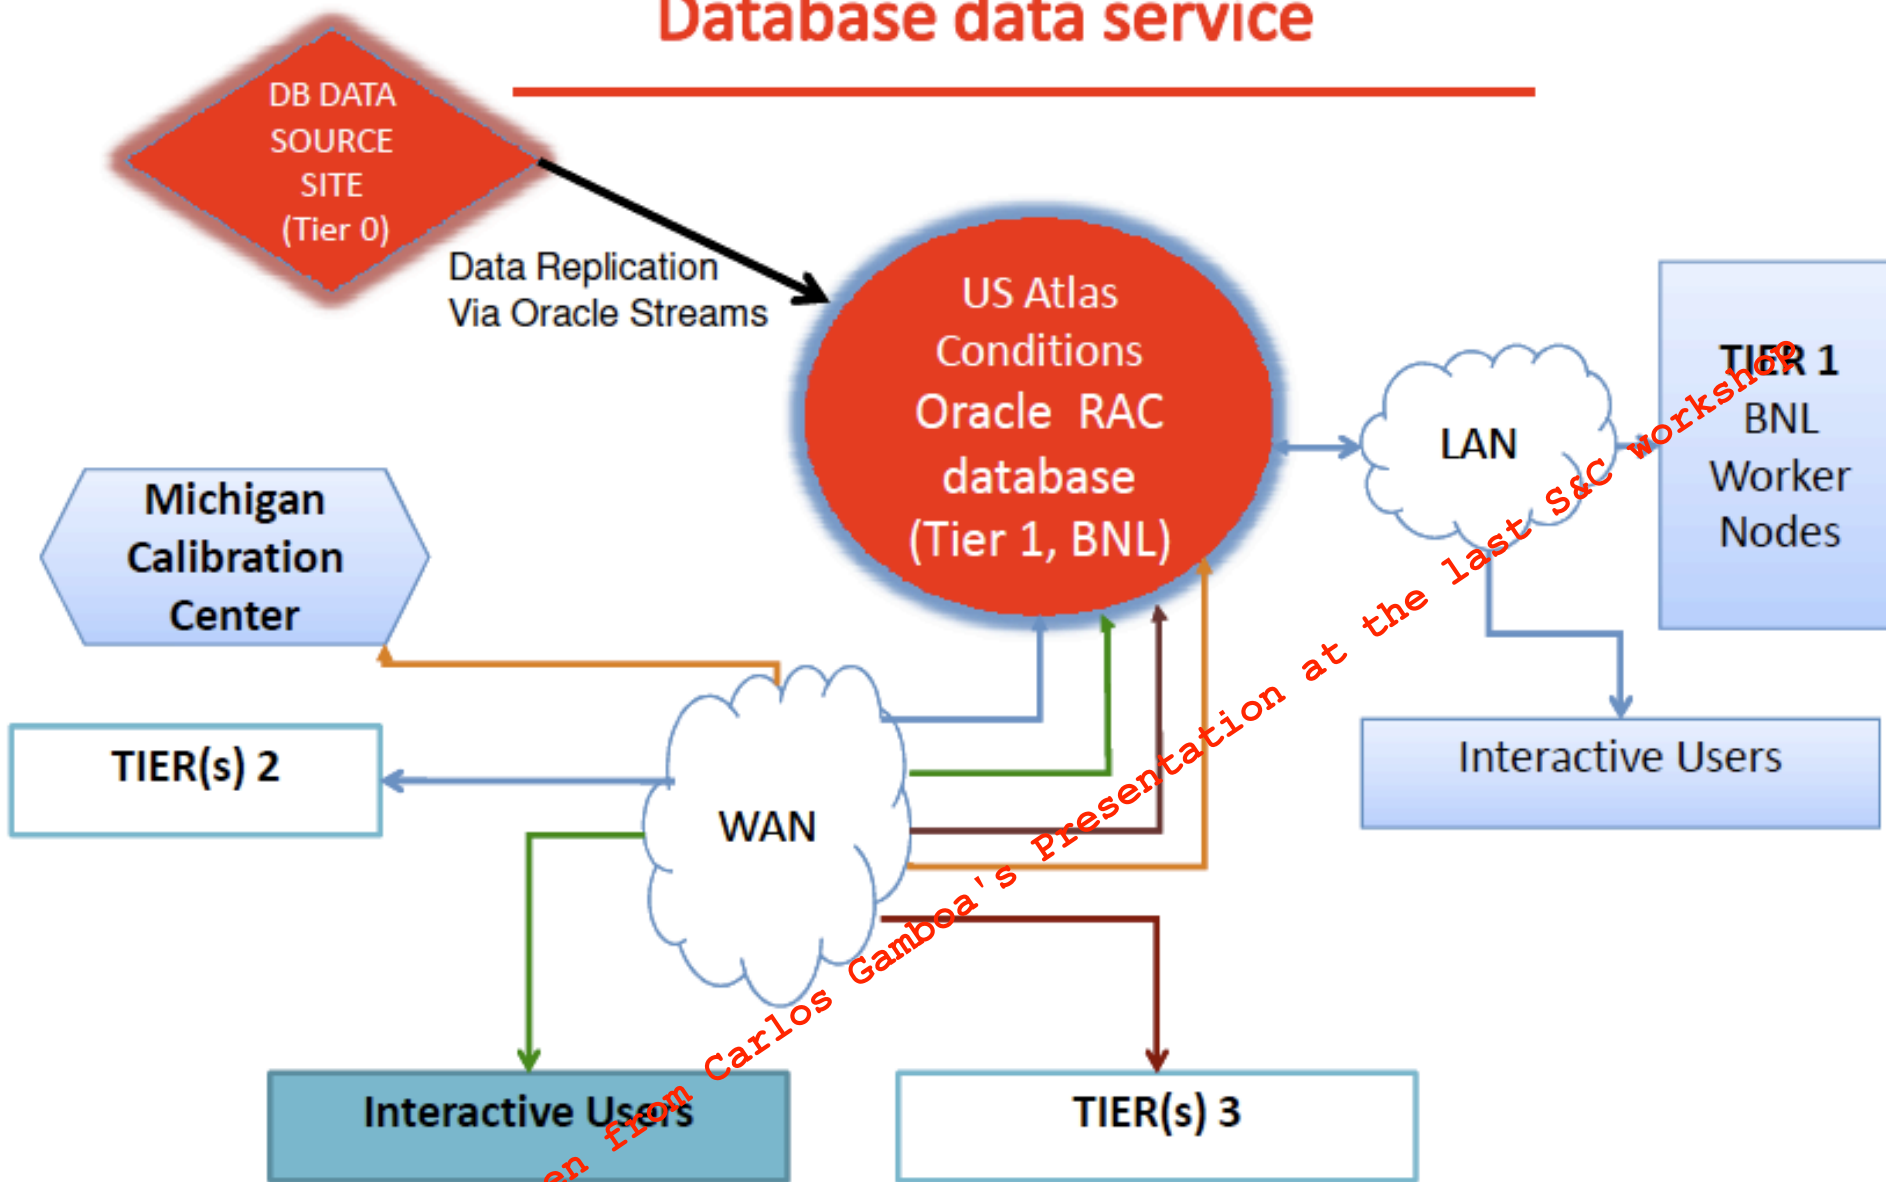 Database data service
DB DATA
SOURCE
SITE
(Tier 0)
Data Replication
Via Oracle Streams
US Atlas
Conditions
Oracle RAC
database
(Tier 1, BNL)
LAN
TIER 1
BNL
Worker
Nodes
Michigan
Calibration
Center
TIER(s) 2
WAN
Interactive Users
Interactive Users
TIER(s) 3
from Carlos Gamboa's Presentation at the last S&C workshop